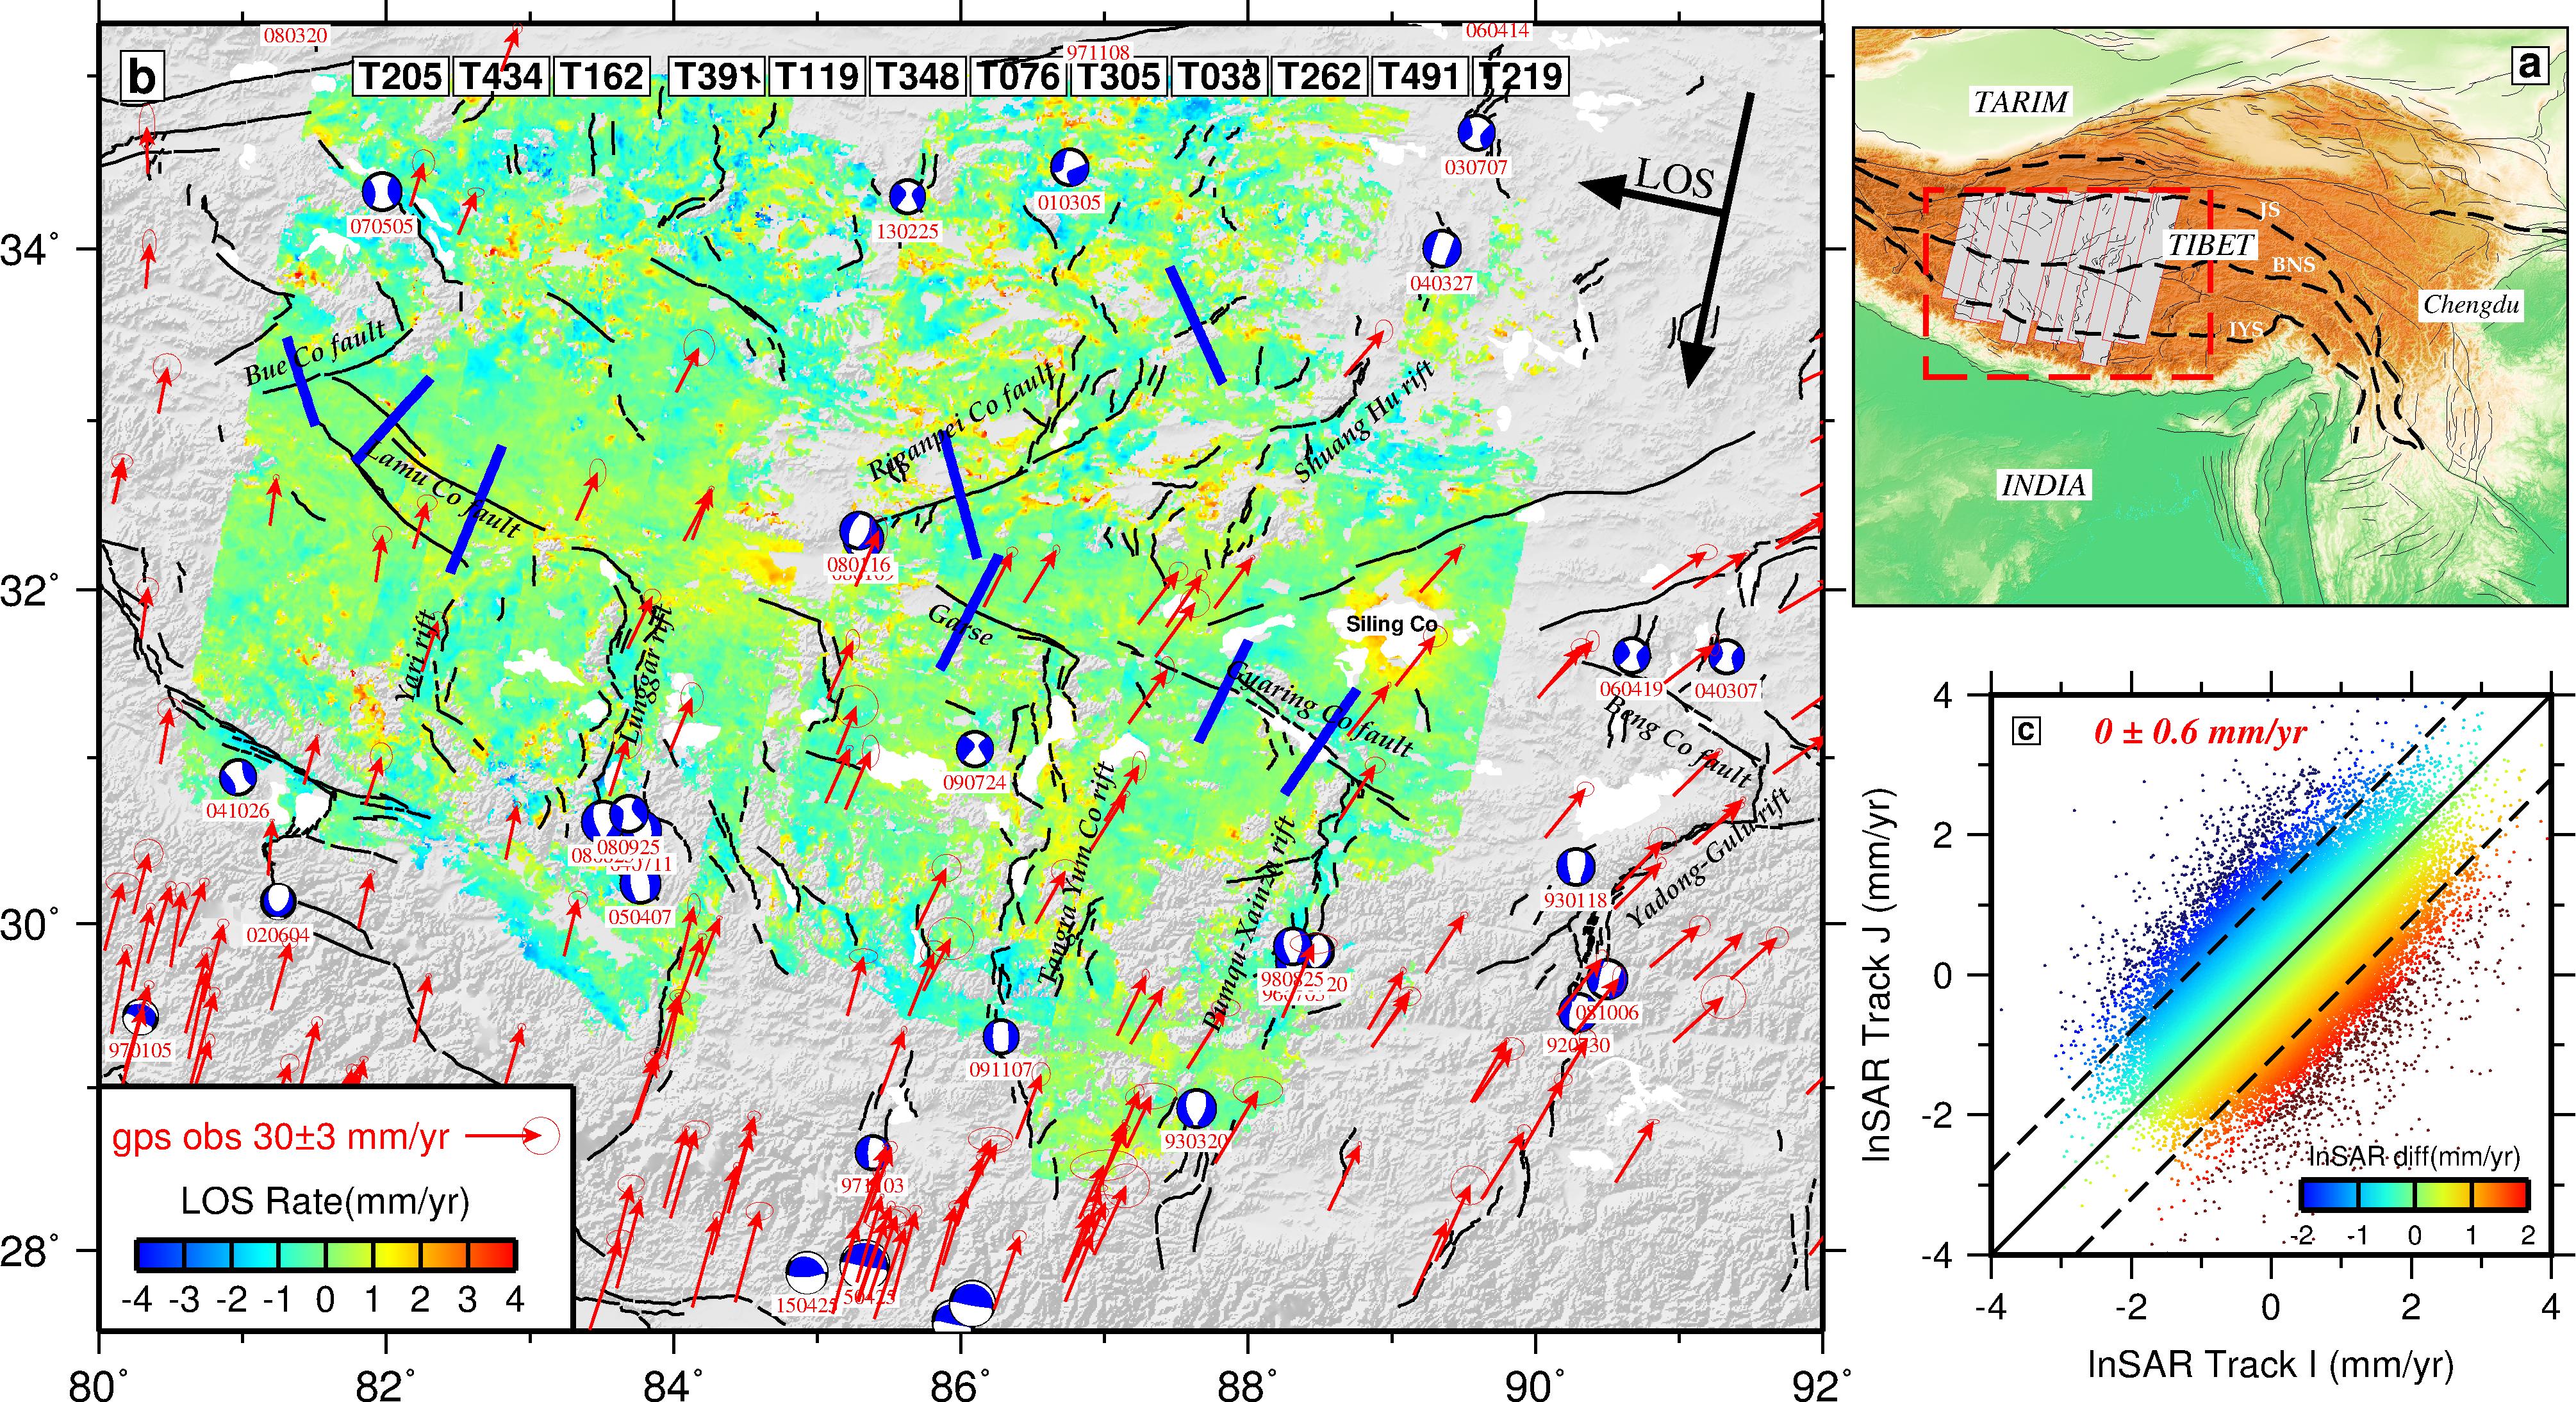 b
080320
971108
060414
T205 T434 T162 T391 T119 T348 T076 T305 T038 T262 T491 T219
LOS
030707
070505
130225
010305
040327
34°
Bue Co fault
Riganpei Co fault
Shuang Hu rift
Lamu Co fault
080116
32°
Garse
Siling Co
Yari rift
Lunggar rift
Gyaring Co fault
060419
040307
Beng Co fault
041026
090724
080925
050407
Tangra Yum Co rift
Pumqu-Xainza rift
Yadong-Gulu rift
930118
30°
020604
980825
970105
081006
920730
091107
930320
gps obs 30±3 mm/yr
LOS Rate(mm/yr)
-4 -3 -2 -1 0 1 2 3 4
28°
80° 82° 84° 86° 88° 90° 92°
a
TARIM
JS
TIBET
BNS
Chengdu
IYS
INDIA
c
0 ± 0.6 mm/yr
InSAR Track J (mm/yr)
4
2
0
-2
-4
InSAR diff(mm/yr)
-2 -1 0 1 2
-4 -2 0 2 4
InSAR Track I (mm/yr)